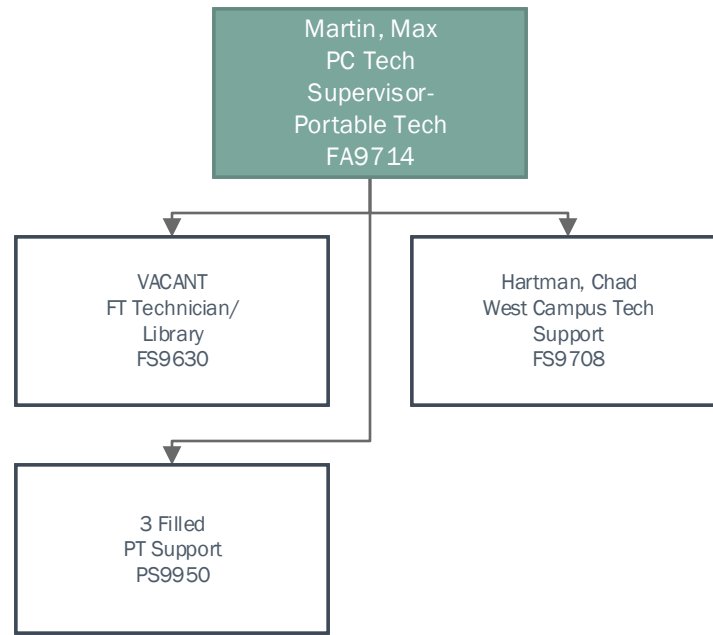 Martin, Max
PC Tech
Supervisor-
Portable Tech
FA9714
VACANT
FT Technician/
Library
FS9630
Hartman, Chad
West Campus Tech
Support
FS9708
3 Filled
PT Support
PS9950